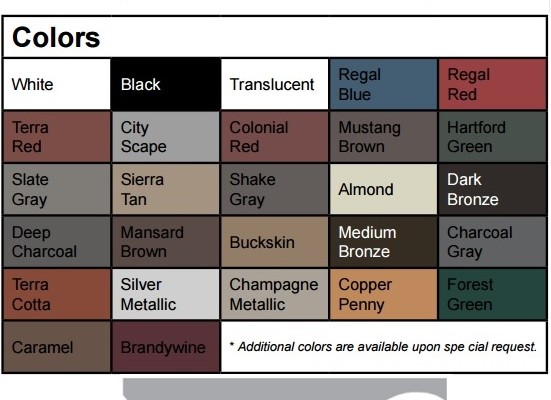 Colors
White
Black
Translucent
Regal
Blue
Regal
Red
Terra
Red
City
Scape
Colonial
Red
Mustang
Brown
Hartford
Green
Slate
Gray
Sierra
Tan
Shake
Gray
Almond
Dark
Bronze
Deep
Charcoal
Mansard
Brown
Buckskin
Medium
Bronze
Charcoal
Gray
Terra
Cotta
Silver
Metallic
Champagne
Metallic
Copper
Penny
Forest
Green
Caramel
Brandywine
* Additional colors are available upon spe cial request.